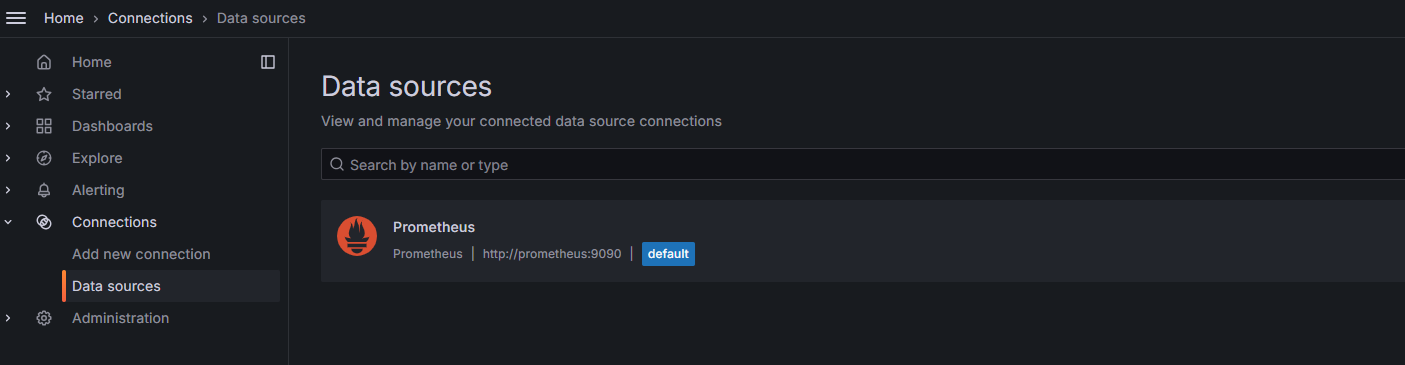 Home › Connections › Data sources
Home
Starred
Dashboards
Explore
Alerting
Connections
Add new connection
Data sources
Administration
Data sources
View and manage your connected data source connections
Search by name or type
Prometheus
Prometheus | http://prometheus:9090 | default